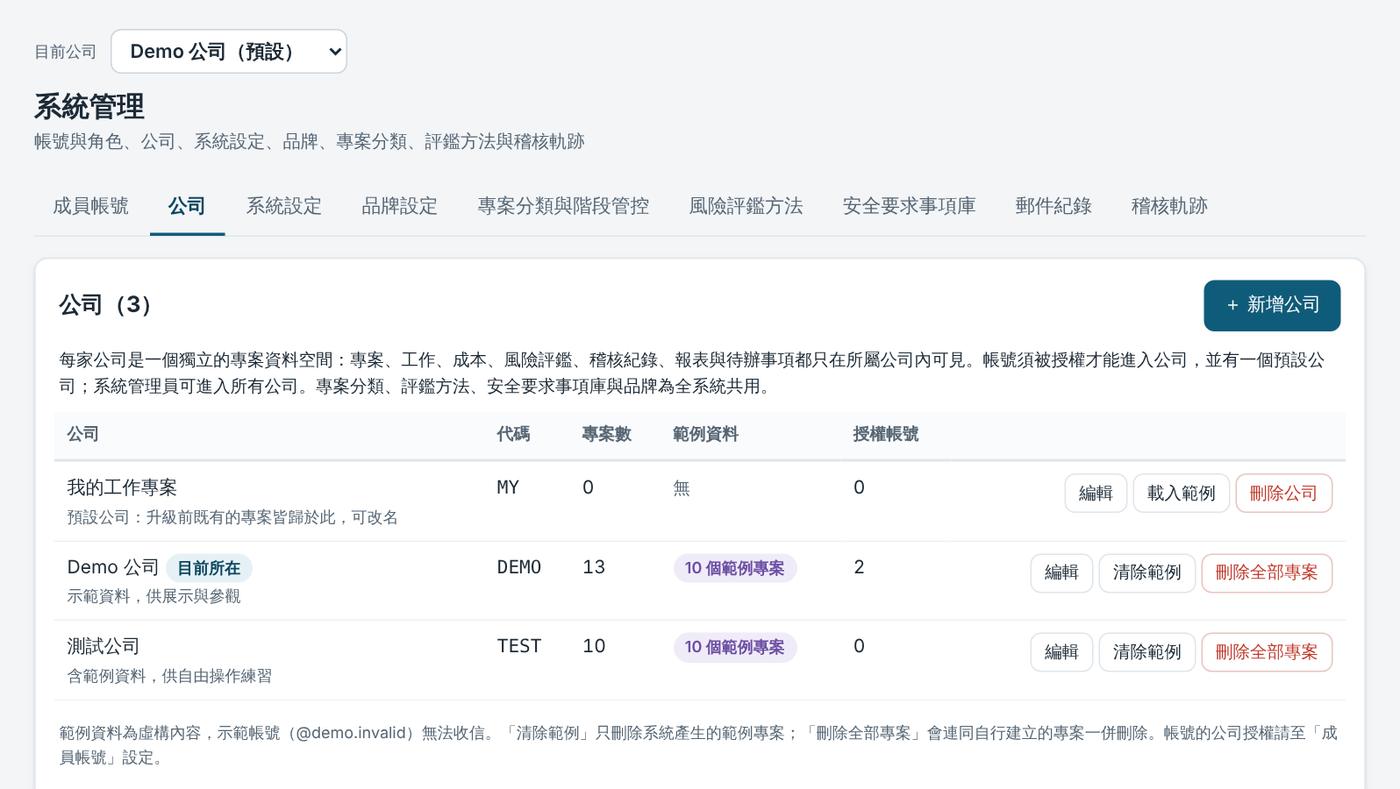 目前公司 Demo 公司（預設）
系統管理
帳號與角色、公司、系統設定、品牌、專案分類、評鑑方法與稽核軌跡
成員帳號 公司 系統設定 品牌設定 專案分類與階段管控 風險評鑑方法 安全要求事項庫 郵件紀錄 稽核軌跡
公司（3） ＋ 新增公司
每家公司是一個獨立的專案資料空間：專案、工作、成本、風險評鑑、稽核紀錄、報表與待辦事項都只在所屬公司內可見。帳號須被授權才能進入公司，並有一個預設公
司；系統管理員可進入所有公司。專案分類、評鑑方法、安全要求事項庫與品牌為全系統共用。
公司 代碼 專案數 範例資料 授權帳號
我的工作專案 MY 0 無 0 編輯 載入範例 刪除公司
預設公司：升級前既有的專案皆歸於此，可改名
Demo 公司 目前所在 DEMO 13 10 個範例專案 2 編輯 清除範例 刪除全部專案
示範資料，供展示與參觀
測試公司 TEST 10 10 個範例專案 0 編輯 清除範例 刪除全部專案
含範例資料，供自由操作練習
範例資料為虛構內容，示範帳號（@demo.invalid）無法收信。「清除範例」只刪除系統產生的範例專案；「刪除全部專案」會連同自行建立的專案一併刪除。帳號的公司授權請至「成
員帳號」設定。